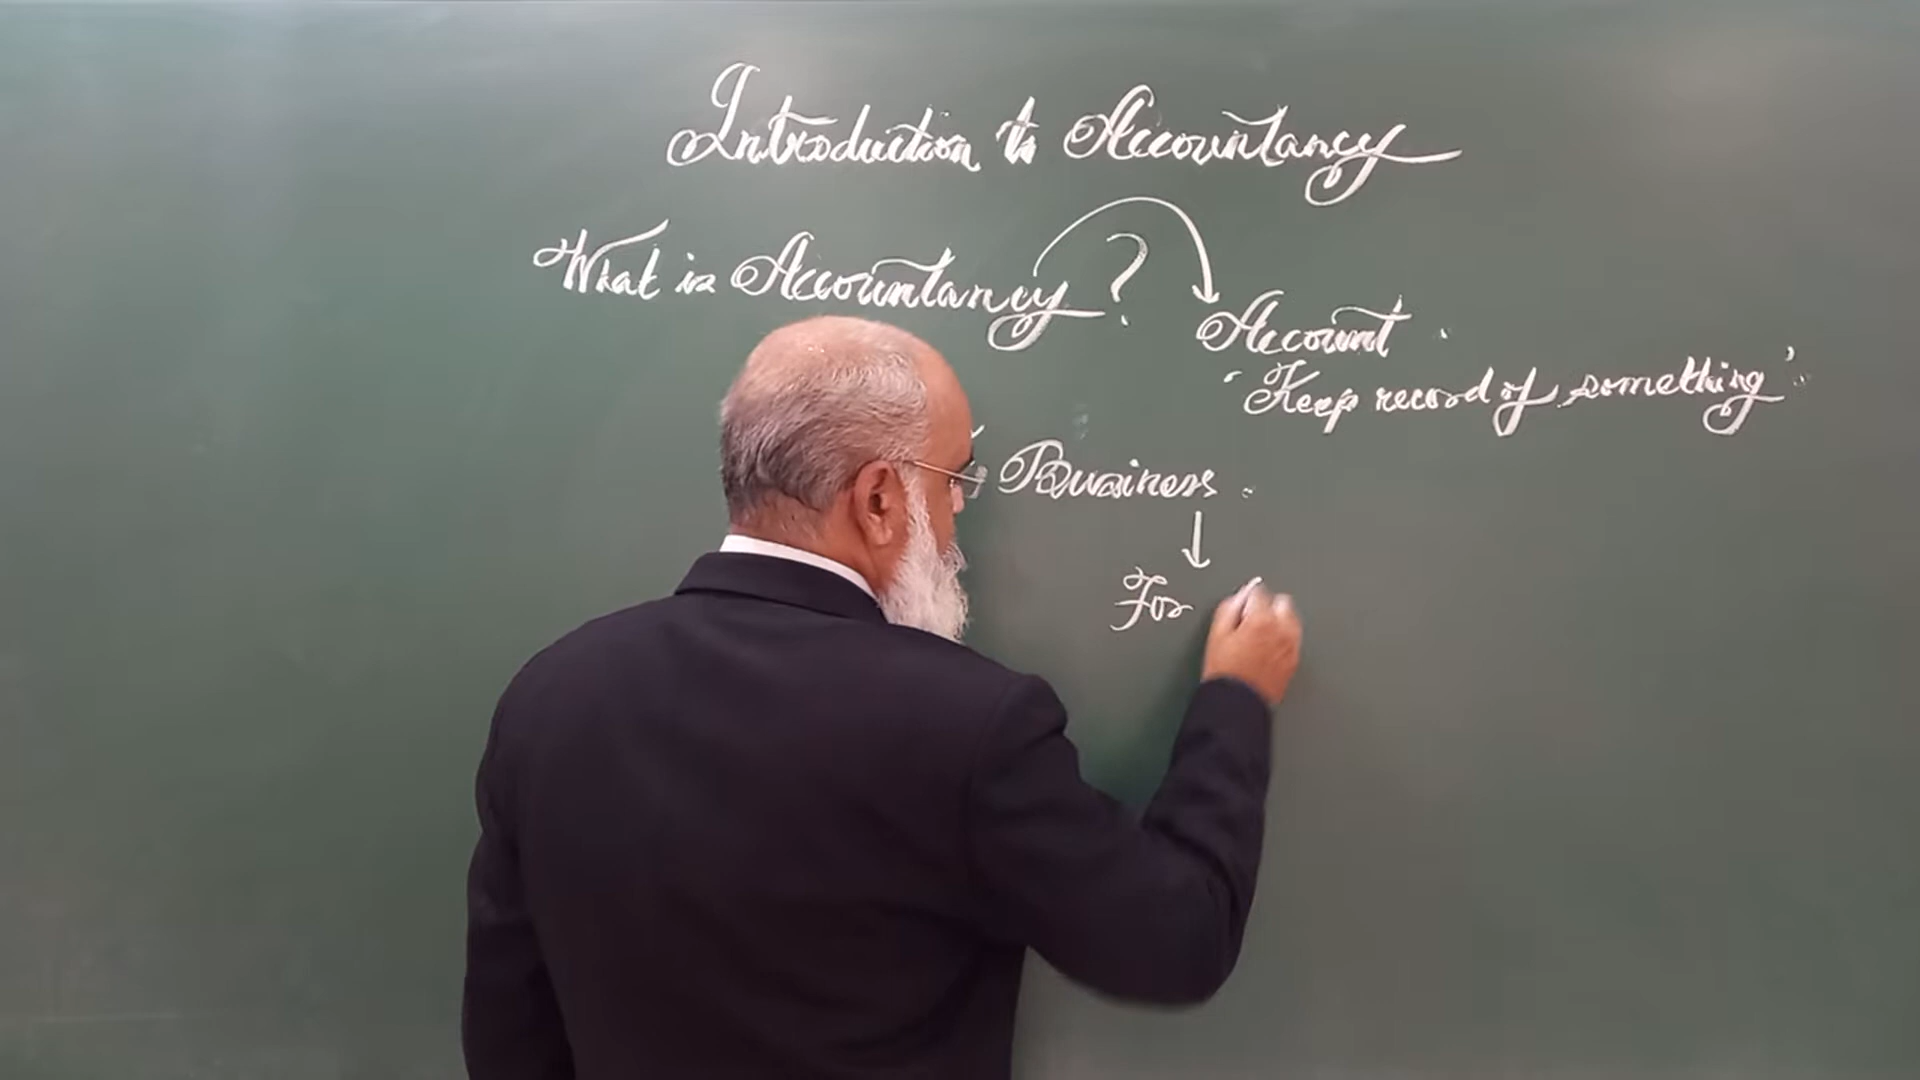 Introduction to Accountancy
What is Accountancy ?
Account
'Keep record of something'
Business
For